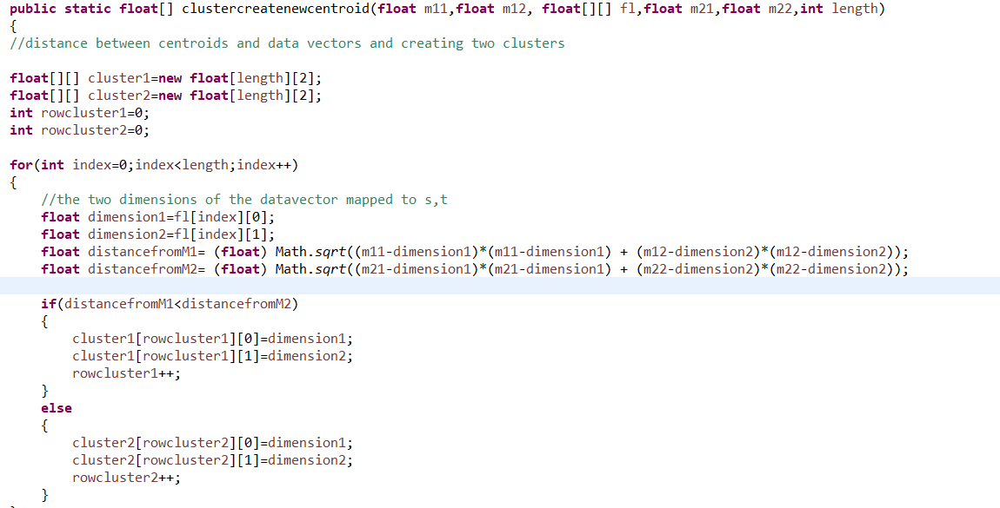 public static float[] clustercreatenewcentroid(float m11,float m12, float[][] fl,float m21,float m22,int length)
{
//distance between centroids and data vectors and creating two clusters
float[][] cluster1=new float[length][2];
float[][] cluster2=new float[length][2];
int rowcluster1=0;
int rowcluster2=0;
for(int index=0;index<length;index++)
{
//the two dimensions of the datavector mapped to s,t
float dimension1=fl[index][0];
float dimension2=fl[index][1];
float distancefromM1= (float) Math.sqrt((m11-dimension1)*(m11-dimension1) + (m12-dimension2)*(m12-dimension2));
float distancefromM2= (float) Math.sqrt((m21-dimension1)*(m21-dimension1) + (m22-dimension2)*(m22-dimension2));
if(distancefromM1<distancefromM2)
{
cluster1[rowcluster1][0]=dimension1;
cluster1[rowcluster1][1]=dimension2;
rowcluster1++;
}
else
{
cluster2[rowcluster2][0]=dimension1;
cluster2[rowcluster2][1]=dimension2;
rowcluster2++;
}